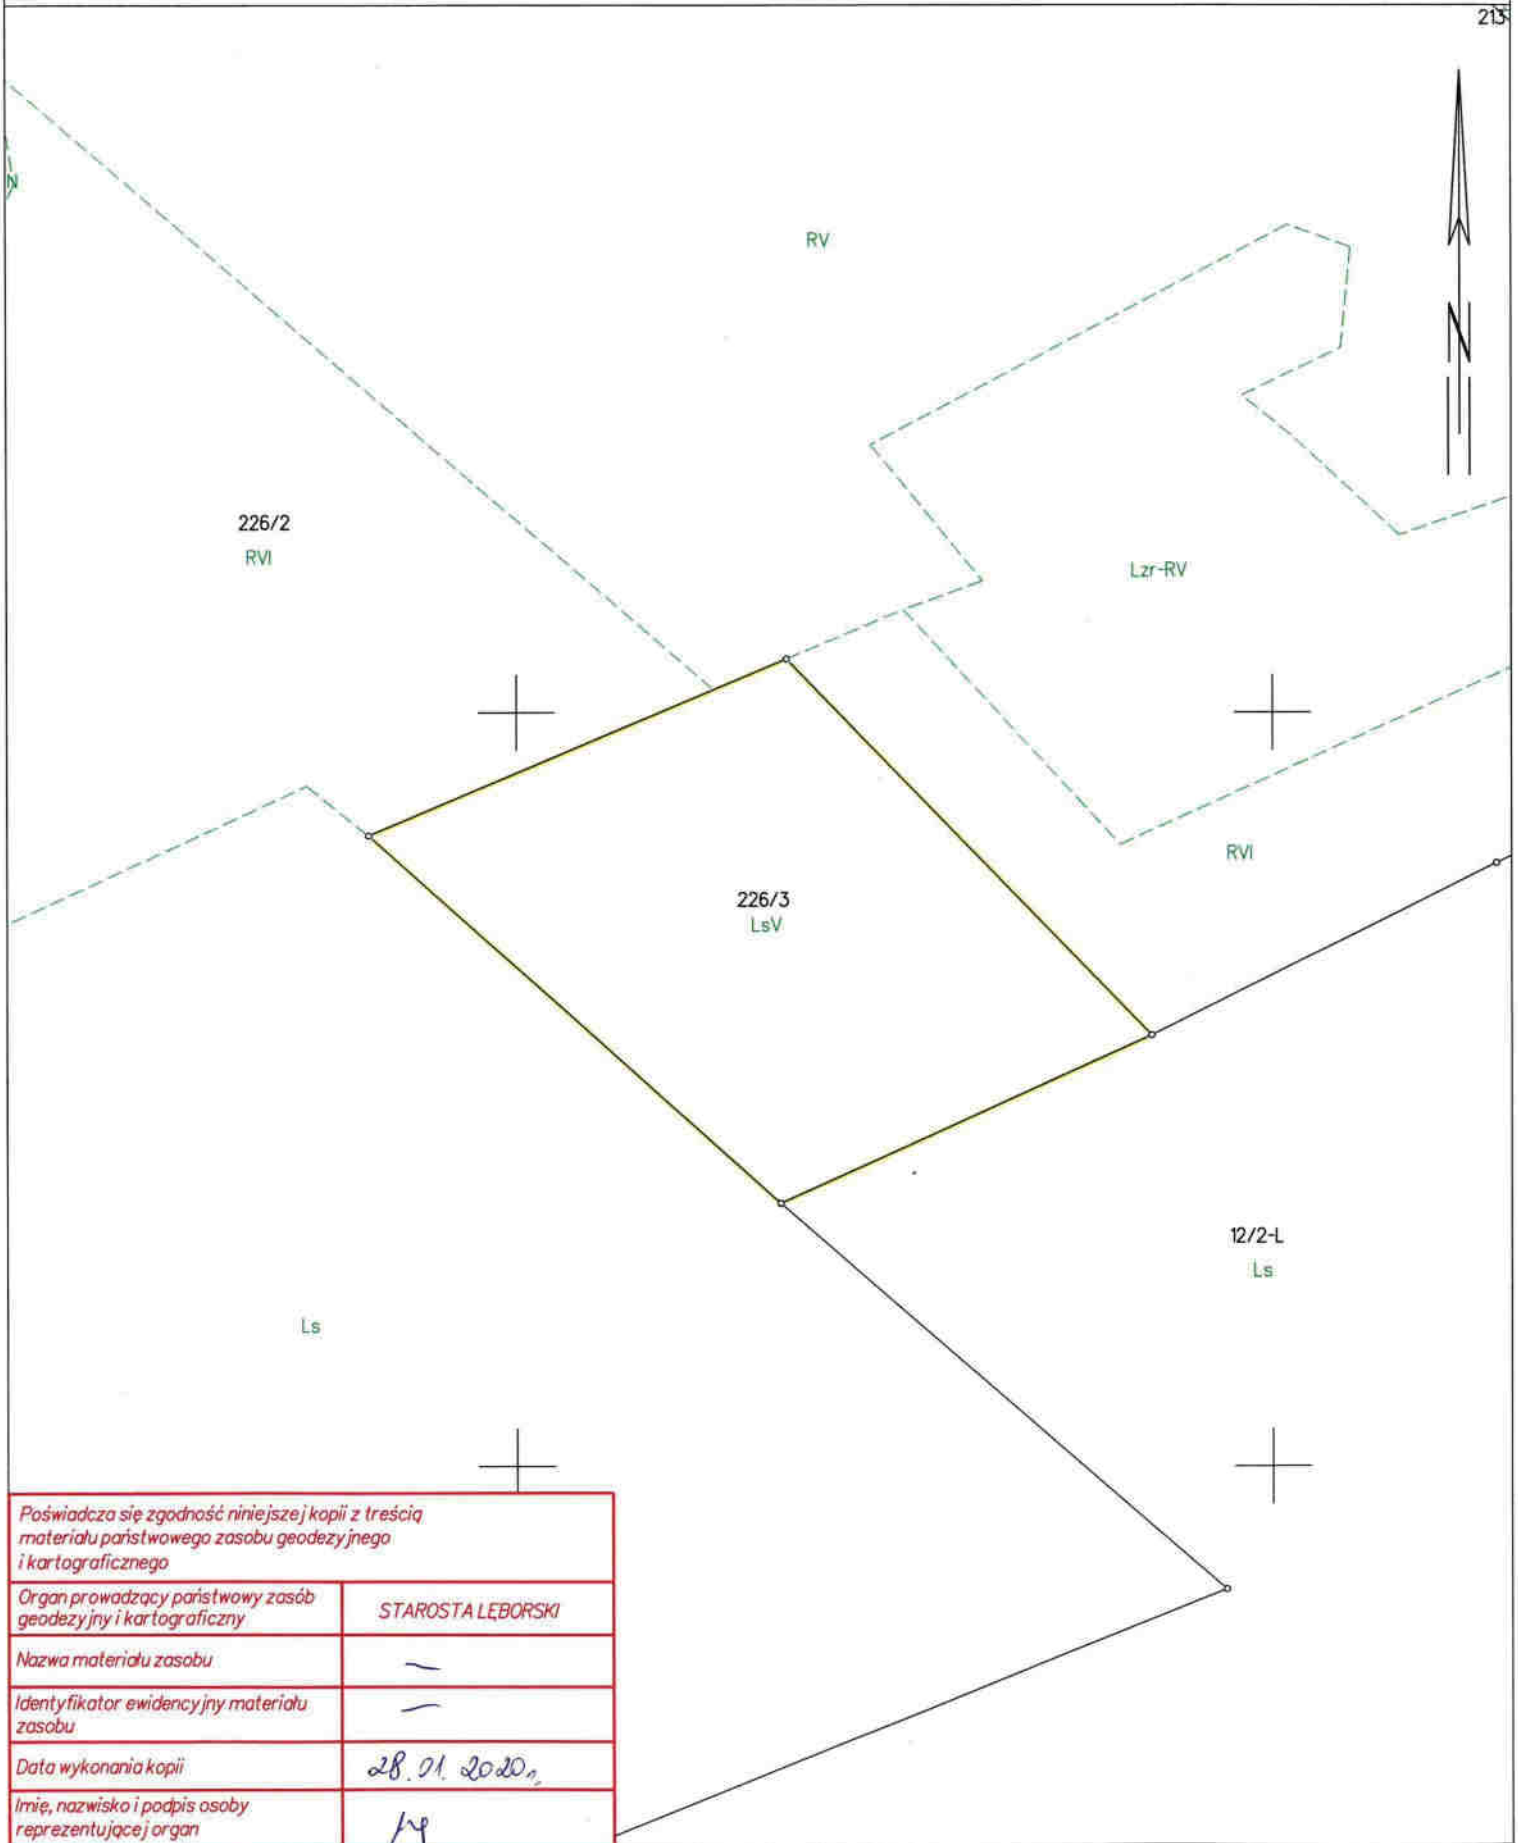 213
N
RV
N
226/2
RVI
Lzr-RV
RVI
226/3
LsV
12/2-L
Ls
Ls
Poświadcza się zgodność niniejszej kopii z treścią
materiału państwowego zasobu geodezyjnego
i kartograficznego
Organ prowadzący państwowy zasób
geodezyjny i kartograficzny
STAROSTA LĘBORSKI
Nazwa materiału zasobu
—
Identyfikator ewidencyjny materiału
zasobu
—
Data wykonania kopii
28.01.2020r.
Imię, nazwisko i podpis osoby
reprezentującej organ